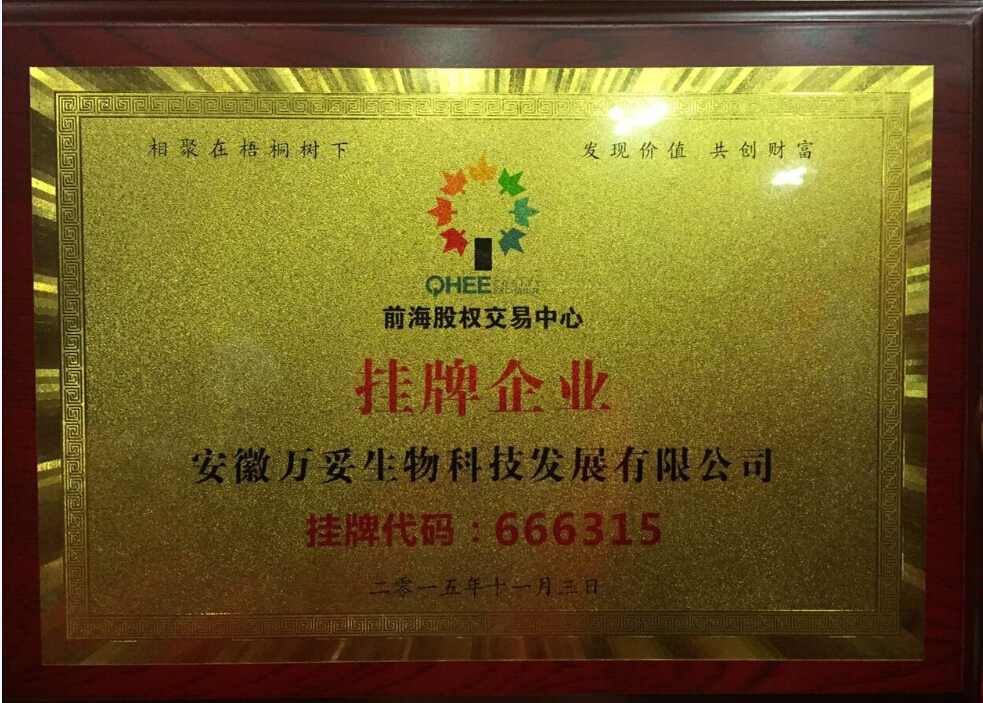 相聚在梧桐树下
发现价值 共创财富
QHEE
前海股权交易中心
挂牌企业
安徽万妥生物科技发展有限公司
挂牌代码：666315
二零一五年十一月三日